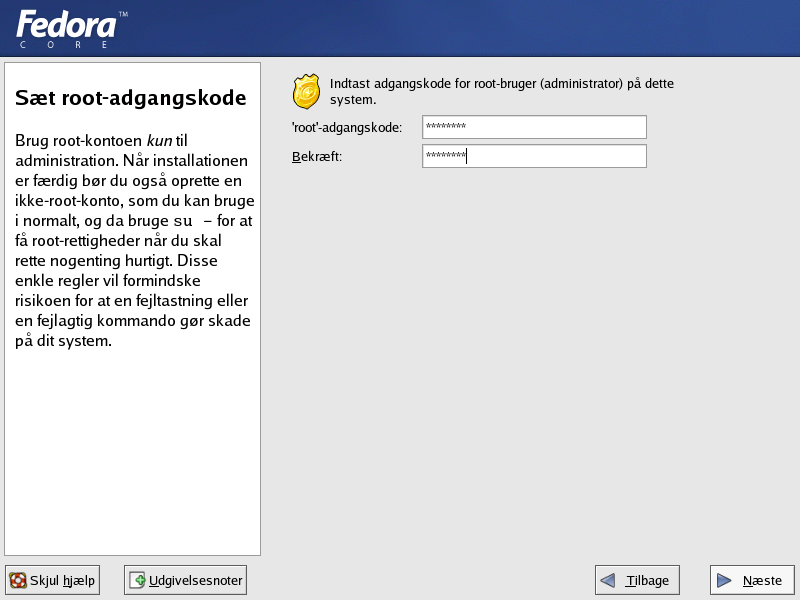 Fedora™
CORE
Sæt root-adgangskode
Brug root-kontoen kun til
administration. Når installationen
er færdig bør du også oprette en
ikke-root-konto, som du kan bruge
i normalt, og da bruge su - for at
få root-rettigheder når du skal
rette nogenting hurtigt. Disse
enkle regler vil formindske
risikoen for at en fejltastning eller
en fejlagtig kommando gør skade
på dit system.
Indtast adgangskode for root-bruger (administrator) på dette
system.
'root'-adgangskode: ********
Bekræft: ********
Skjul hjælp
Udgivelsesnoter
Tilbage
Næste